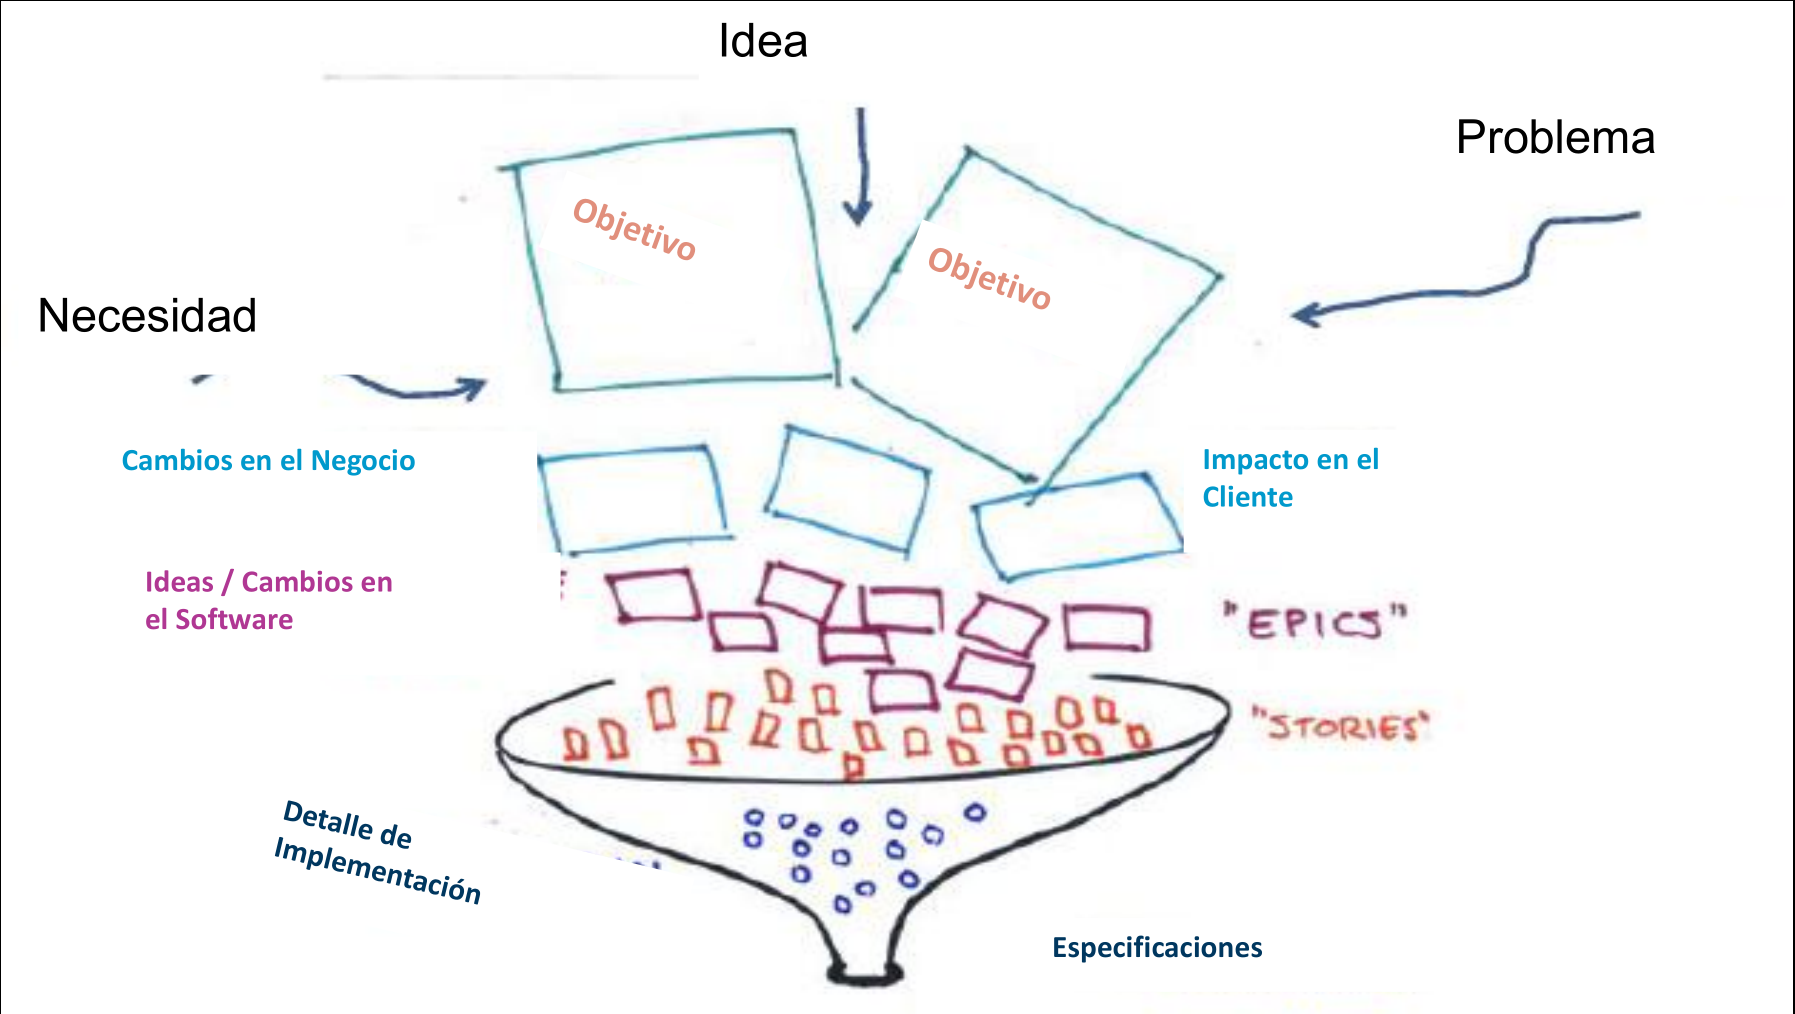 Idea
Problema
Objetivo
Objetivo
Necesidad
Cambios en el Negocio
Impacto en el
Cliente
Ideas / Cambios en
el Software
"EPICS"
"STORIES"
Detalle de
Implementación
Especificaciones